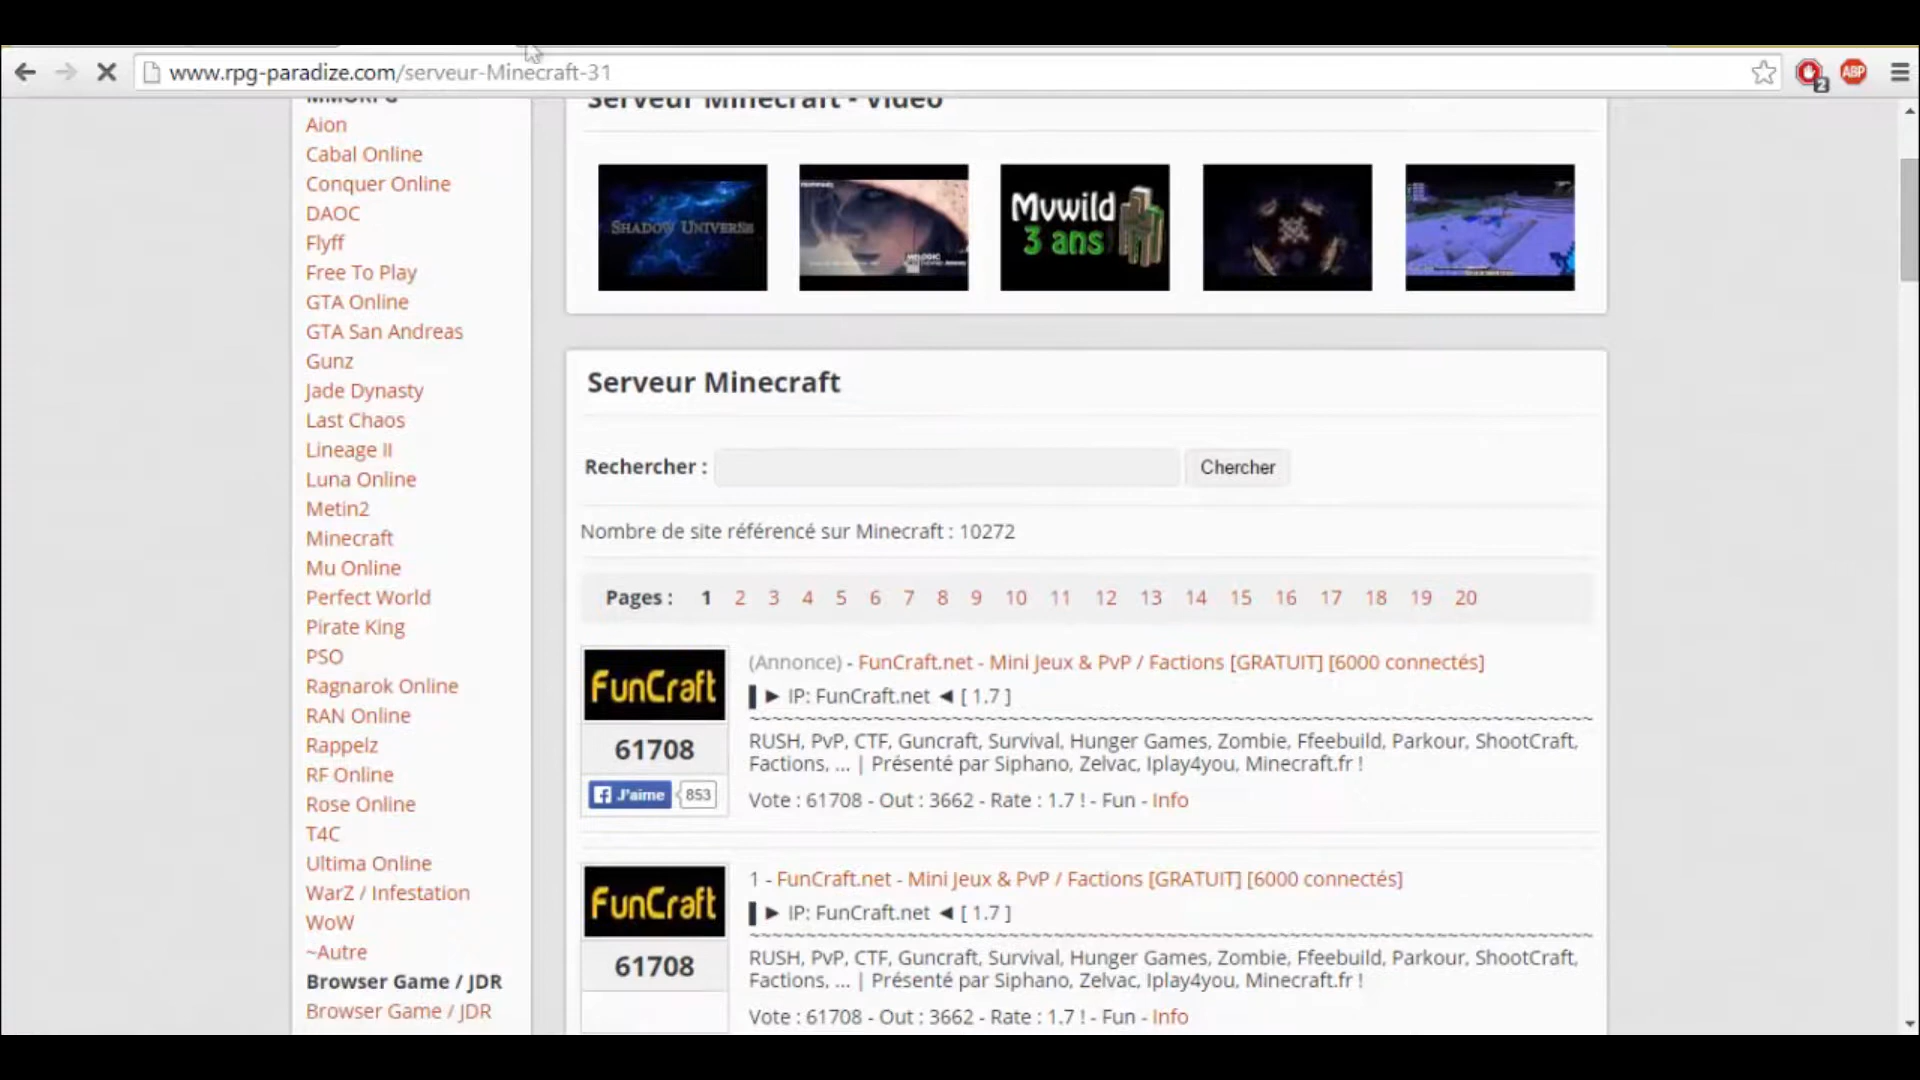 www.rpg-paradize.com/serveur-Minecraft-31
2
ABP
MMORPG
Aion
Cabal Online
Conquer Online
DAOC
Flyff
Free To Play
GTA Online
GTA San Andreas
Gunz
Jade Dynasty
Last Chaos
Lineage II
Luna Online
Metin2
Minecraft
Mu Online
Perfect World
Pirate King
PSO
Ragnarok Online
RAN Online
Rappelz
RF Online
Rose Online
T4C
Ultima Online
WarZ / Infestation
WoW
~Autre
Browser Game / JDR
Browser Game / JDR
Serveur Minecraft - Video
SHADOW UNIVERSE
Mvwild
3 ans
Serveur Minecraft
Rechercher :
Chercher
Nombre de site référencé sur Minecraft : 10272
Pages : 1 2 3 4 5 6 7 8 9 10 11 12 13 14 15 16 17 18 19 20
FunCraft
61708
J'aime 853
(Annonce) - FunCraft.net - Mini Jeux & PvP / Factions [GRATUIT] [6000 connectés]
▌► IP: FunCraft.net ◄ [ 1.7 ]
RUSH, PvP, CTF, Guncraft, Survival, Hunger Games, Zombie, Ffeebuild, Parkour, ShootCraft,
Factions, ... | Présenté par Siphano, Zelvac, Iplay4you, Minecraft.fr !
Vote : 61708 - Out : 3662 - Rate : 1.7 ! - Fun - Info
FunCraft
61708
1 - FunCraft.net - Mini Jeux & PvP / Factions [GRATUIT] [6000 connectés]
▌► IP: FunCraft.net ◄ [ 1.7 ]
RUSH, PvP, CTF, Guncraft, Survival, Hunger Games, Zombie, Ffeebuild, Parkour, ShootCraft,
Factions, ... | Présenté par Siphano, Zelvac, Iplay4you, Minecraft.fr !
Vote : 61708 - Out : 3662 - Rate : 1.7 ! - Fun - Info